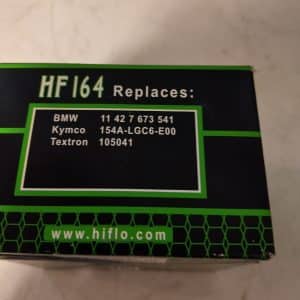 HF164 Replaces:
BMW 11 42 7 673 541
Kymco 154A-LGC6-E00
Textron 105041
www.hiflo.com